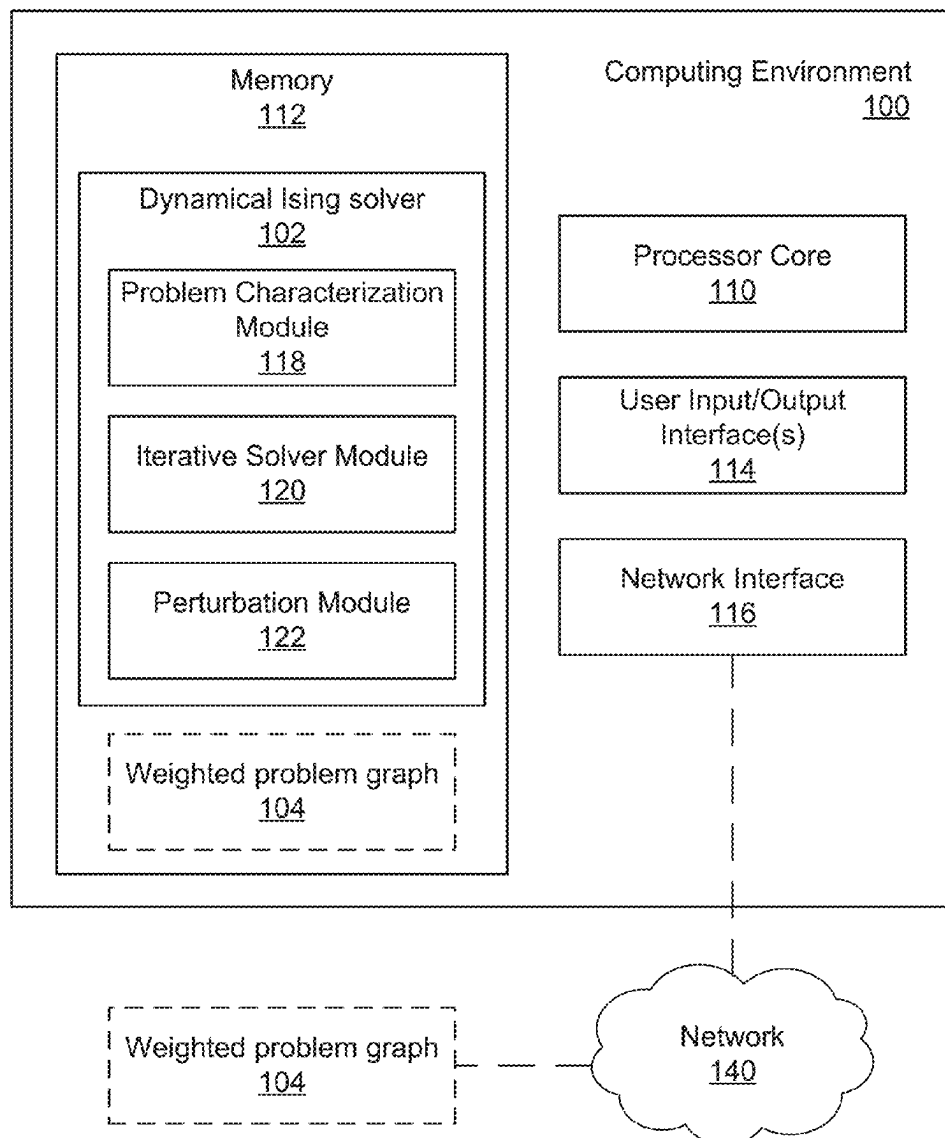 Memory
112
Computing Environment
100
Dynamical Ising solver
102
Problem Characterization
Module
118
Iterative Solver Module
120
Perturbation Module
122
Weighted problem graph
104
Processor Core
110
User Input/Output
Interface(s)
114
Network Interface
116
Weighted problem graph
104
Network
140